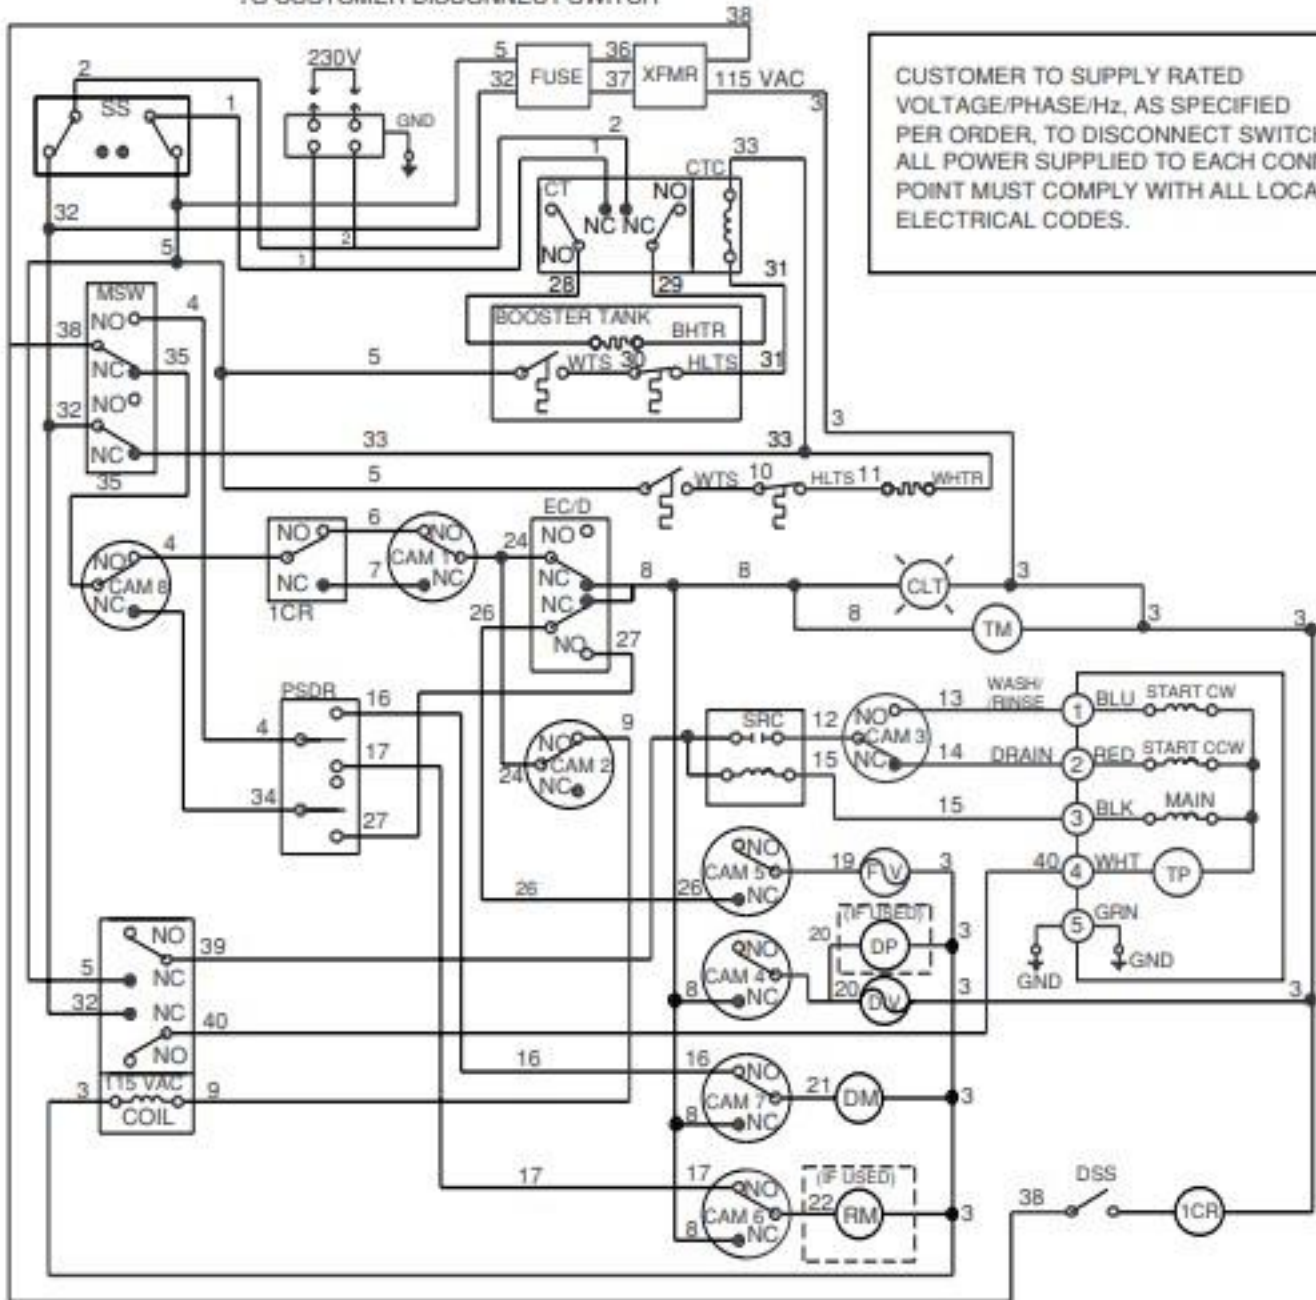 TO CUSTOMER DISCONNECT SWITCH
38
2
230V
5
36
32
FUSE
37
XFMR
115 VAC
3
SS
1
GND
CUSTOMER TO SUPPLY RATED
VOLTAGE/PHASE/Hz, AS SPECIFIED
PER ORDER, TO DISCONNECT SWITC
ALL POWER SUPPLIED TO EACH CON
POINT MUST COMPLY WITH ALL LOCA
ELECTRICAL CODES.
2
1
33
CT
NO
CTC
NC NC
NO
32
2
1
5
28
29
31
MSW
NO
4
BOOSTER TANK
BHTR
38
35
NC
5
WTS 30 HLTS
31
NO
32
3
33
33
NC
35
5
WTS 10 HLTS 11 WHTR
EC/D
NO
6
NO
NO
24
4
NO
CAM 1
NC
8
8
CLT
3
CAM 8
NC
7
NC
NC
NC
1CR
26
8
TM
3
3
NO
27
PSDR
16
WASH/
/RINSE
SRC
12
NO
13
1
BLU
START CW
4
9
NO
CAM 3
17
CAM 2
15
NC
14
DRAIN
2
RED
START CCW
24
NC
34
15
3
BLK
MAIN
27
NO
CAM 5
19
FV
3
40
4
WHT
TP
26
26
NC
(IF USED)
5
GRN
NO
39
20
DP
3
NO
GND
GND
5
NC
CAM 4
20
DV
3
3
32
NC
8
NC
40
NO
16
16
NO
115 VAC
3
9
CAM 7
21
DM
3
COIL
8
NC
17
17
NO
(IF USED)
DSS
38
CAM 6
22
RM
3
1CR
8
NC